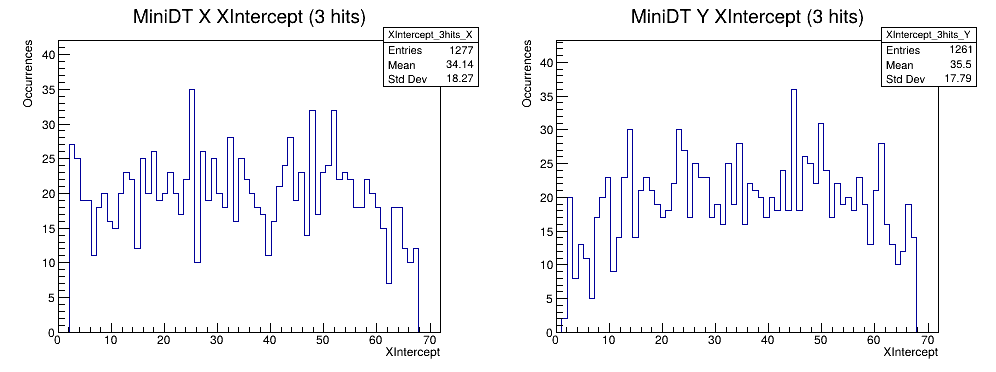 MiniDT X XIntercept (3 hits)
XIntercept_3hits_X
Entries 1277
Mean 34.14
Std Dev 18.27
Occurrences
40
35
30
25
20
15
10
5
0
0 10 20 30 40 50 60 70
XIntercept
MiniDT Y XIntercept (3 hits)
XIntercept_3hits_Y
Entries 1261
Mean 35.5
Std Dev 17.79
Occurrences
40
35
30
25
20
15
10
5
0
0 10 20 30 40 50 60 70
XIntercept